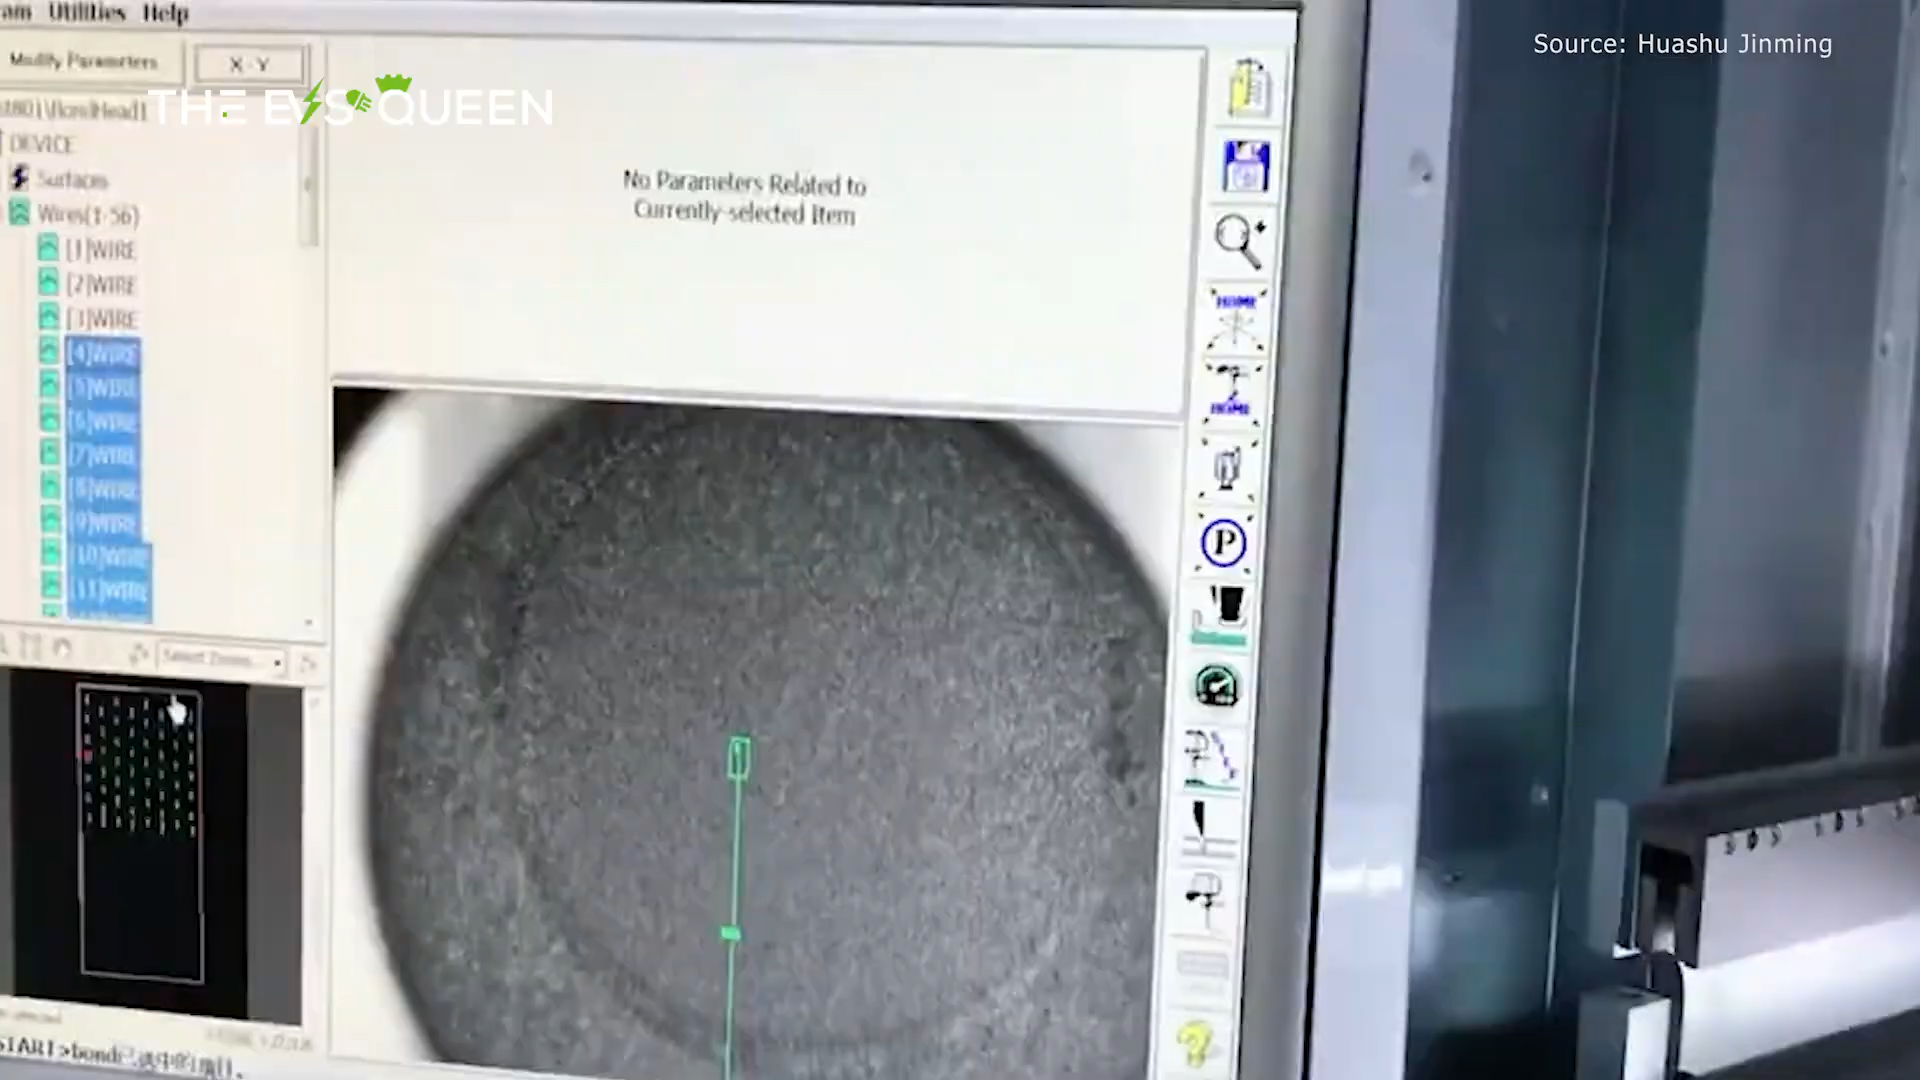 am Utilities Help
Source: Huashu Jinming
Modify Parameters
X - Y
THE EVS QUEEN
DEVICE
Surfaces
Wires(1-56)
[1]WIRE
[2]WIRE
[3]WIRE
[4]WIRE
[5]WIRE
[6]WIRE
[7]WIRE
[8]WIRE
[9]WIRE
[10]WIRE
[11]WIRE
No Parameters Related to
Currently-selected Item
HOME
HOME
P